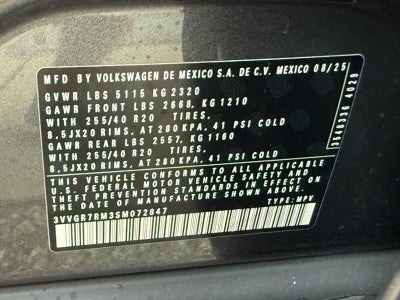 MFD BY VOLKSWAGEN DE MEXICO S.A. DE C.V. MEXICO 08/25
GVWR LBS 5115 KG 2320
GAWR FRONT LBS 2668, KG 1210
WITH 255/40 R20 TIRES,
8,5JX20 RIMS, AT 280 KPA, 41 PSI COLD
GAWR REAR LBS 2557, KG 1160
WITH 255/40 R20 TIRES,
8,5JX20 RIMS, AT 280 KPA, 41 PSI COLD
THIS VEHICLE CONFORMS TO ALL APPLICABLE
U.S. FEDERAL MOTOR VEHICLE SAFETY AND
THEFT PREVENTION STANDARDS IN EFFECT ON
THE DATE OF MANUFACTURE SHOWN ABOVE.
3VVGR7RM3SM072847
TYPE: MPV